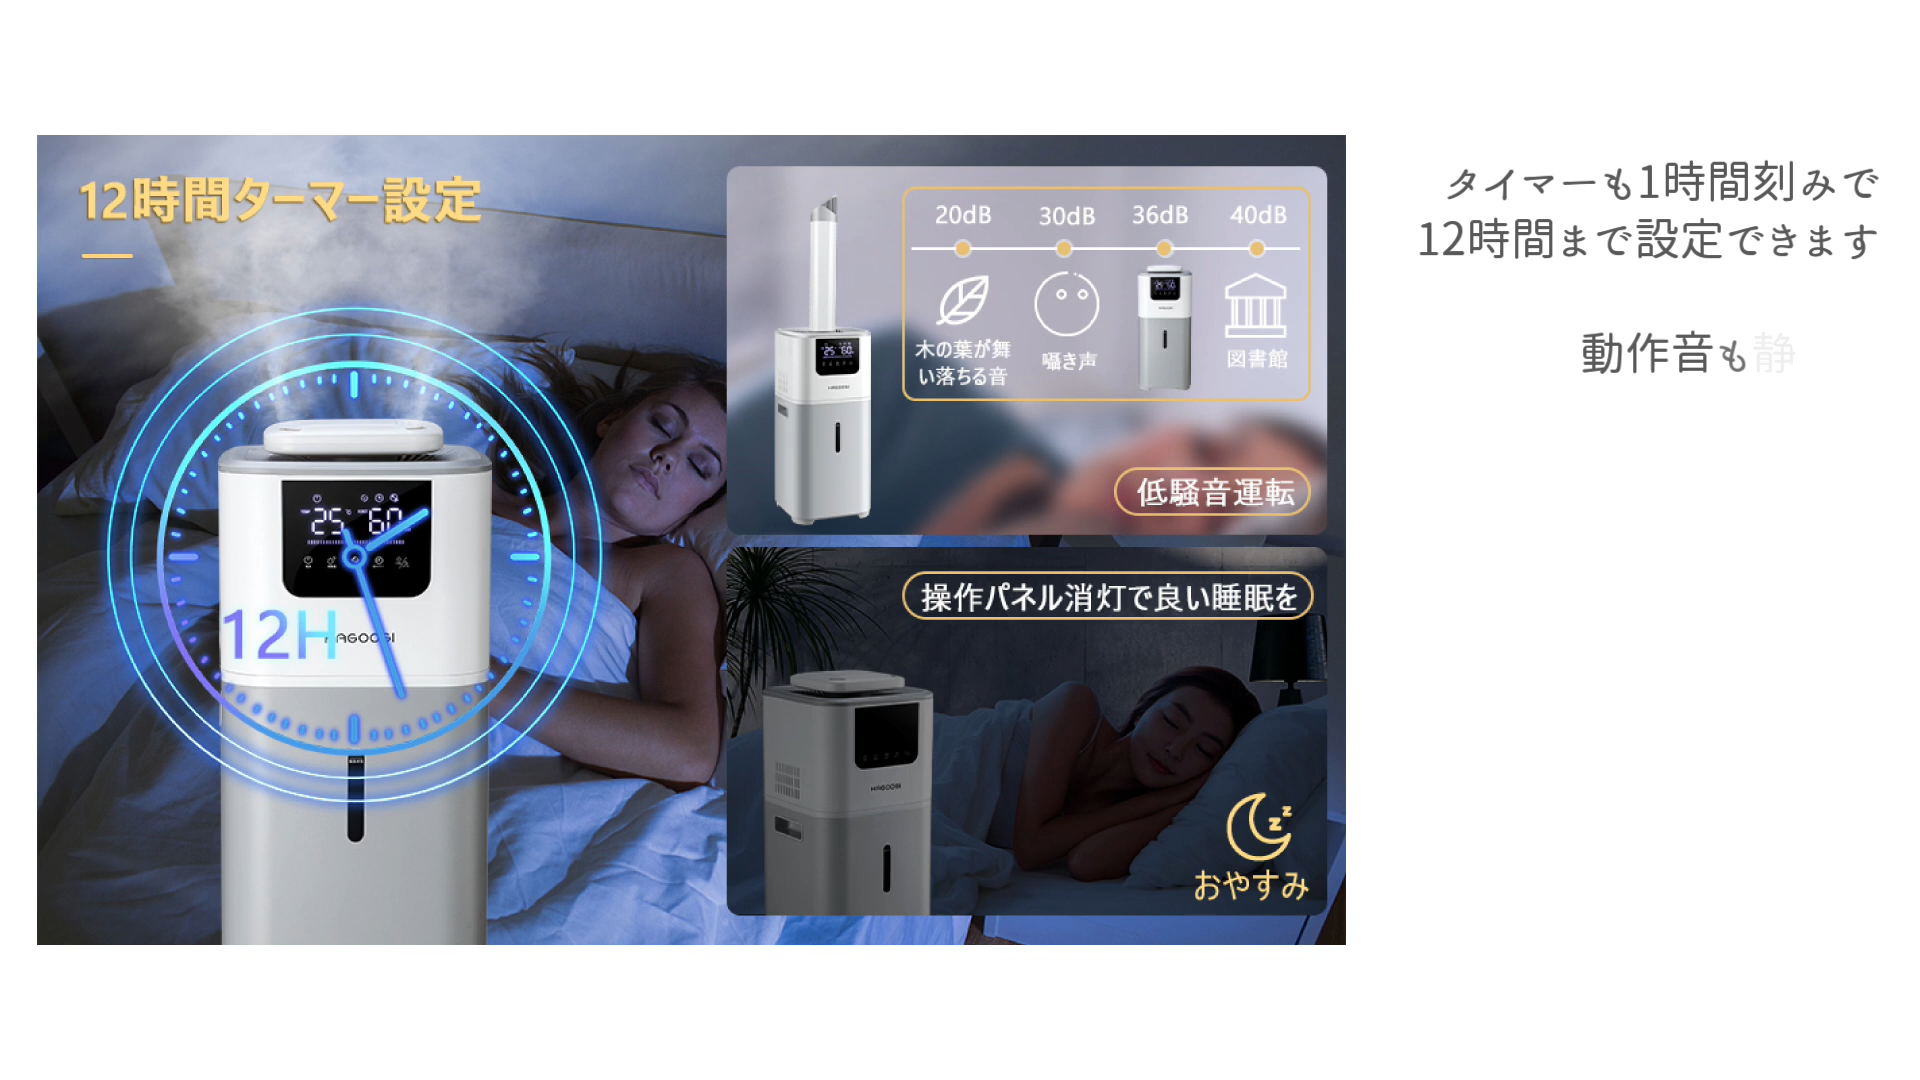 12時間ターマー設定
12H
HAGOOGI
25 60
20dB
30dB
36dB
40dB
木の葉が舞
い落ちる音
囁き声
図書館
低騒音運転
操作パネル消灯で良い睡眠を
HAGOOGI
おやすみ
タイマーも1時間刻みで
12時間まで設定できます
動作音も静